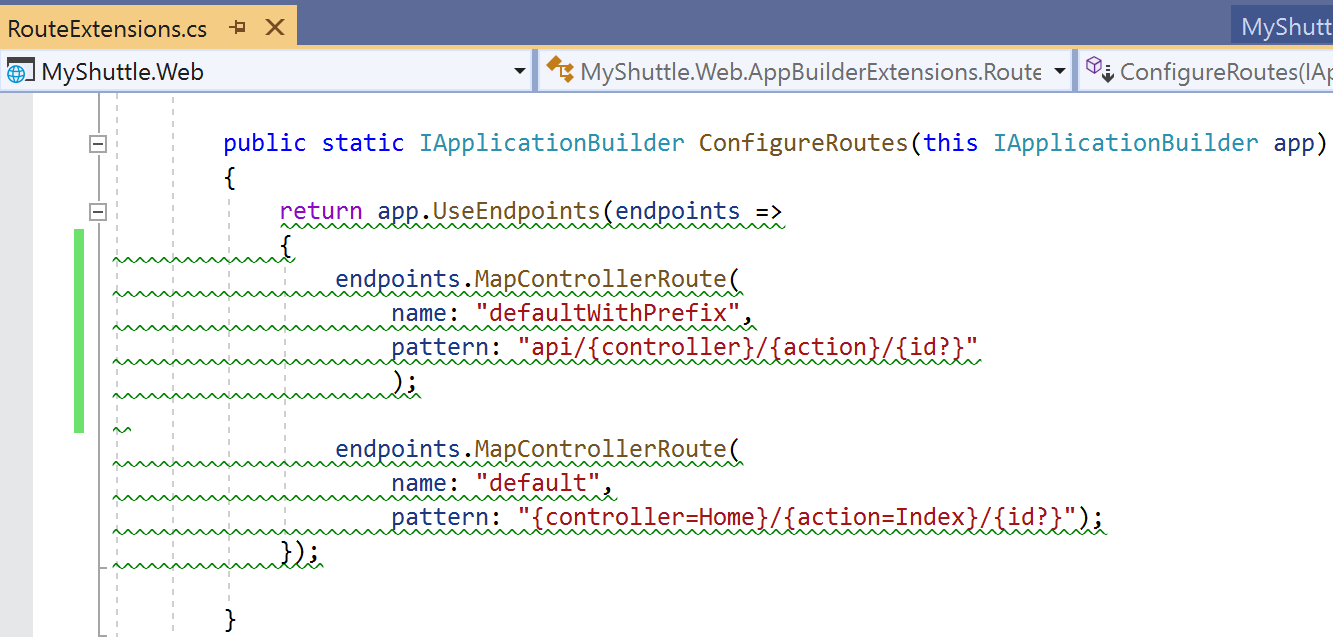 RouteExtensions.cs
MyShutt
MyShuttle.Web
MyShuttle.Web.AppBuilderExtensions.Route
ConfigureRoutes(IAp
public static IApplicationBuilder ConfigureRoutes(this IApplicationBuilder app)
{
return app.UseEndpoints(endpoints =>
{
endpoints.MapControllerRoute(
name: "defaultWithPrefix",
pattern: "api/{controller}/{action}/{id?}"
);
endpoints.MapControllerRoute(
name: "default",
pattern: "{controller=Home}/{action=Index}/{id?}");
});
}